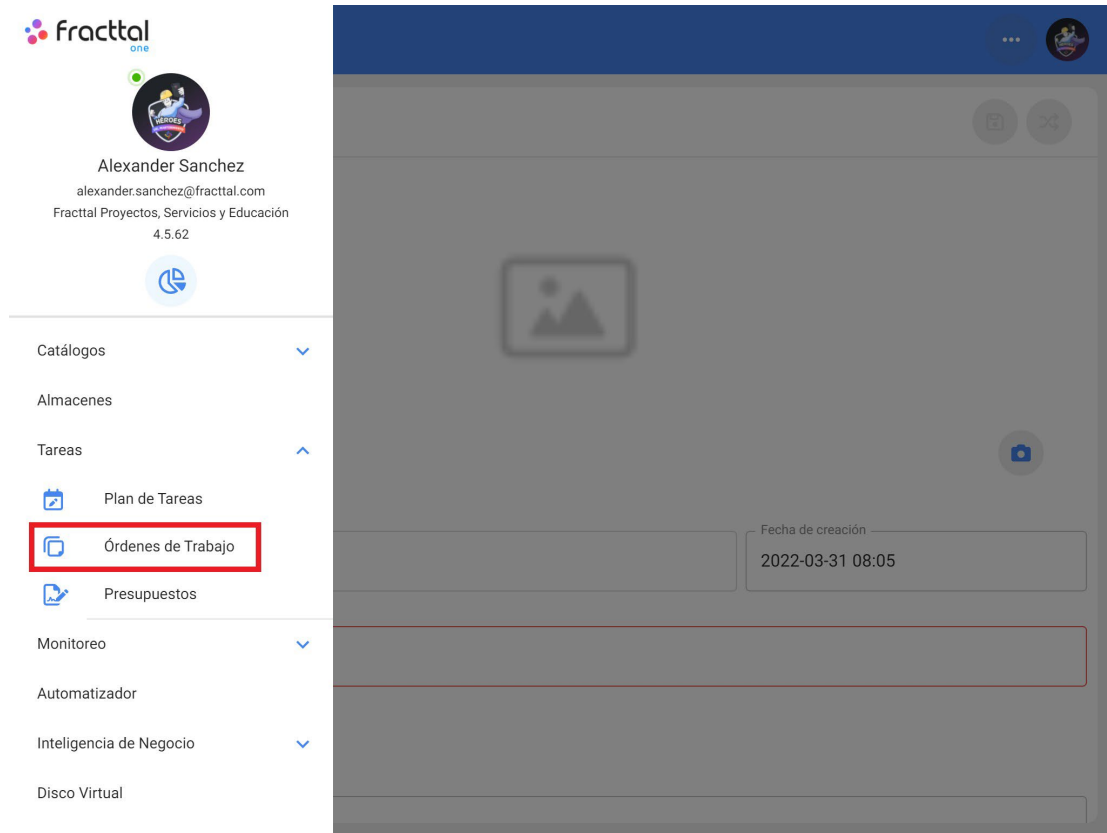 fracttal
one
HÉROES
Alexander Sanchez
alexander.sanchez@fracttal.com
Fracttal Proyectos, Servicios y Educación
4.5.62
Catálogos
Almacenes
Tareas
Plan de Tareas
Órdenes de Trabajo
Presupuestos
Monitoreo
Automatizador
Inteligencia de Negocio
Disco Virtual
Fecha de creación
2022-03-31 08:05